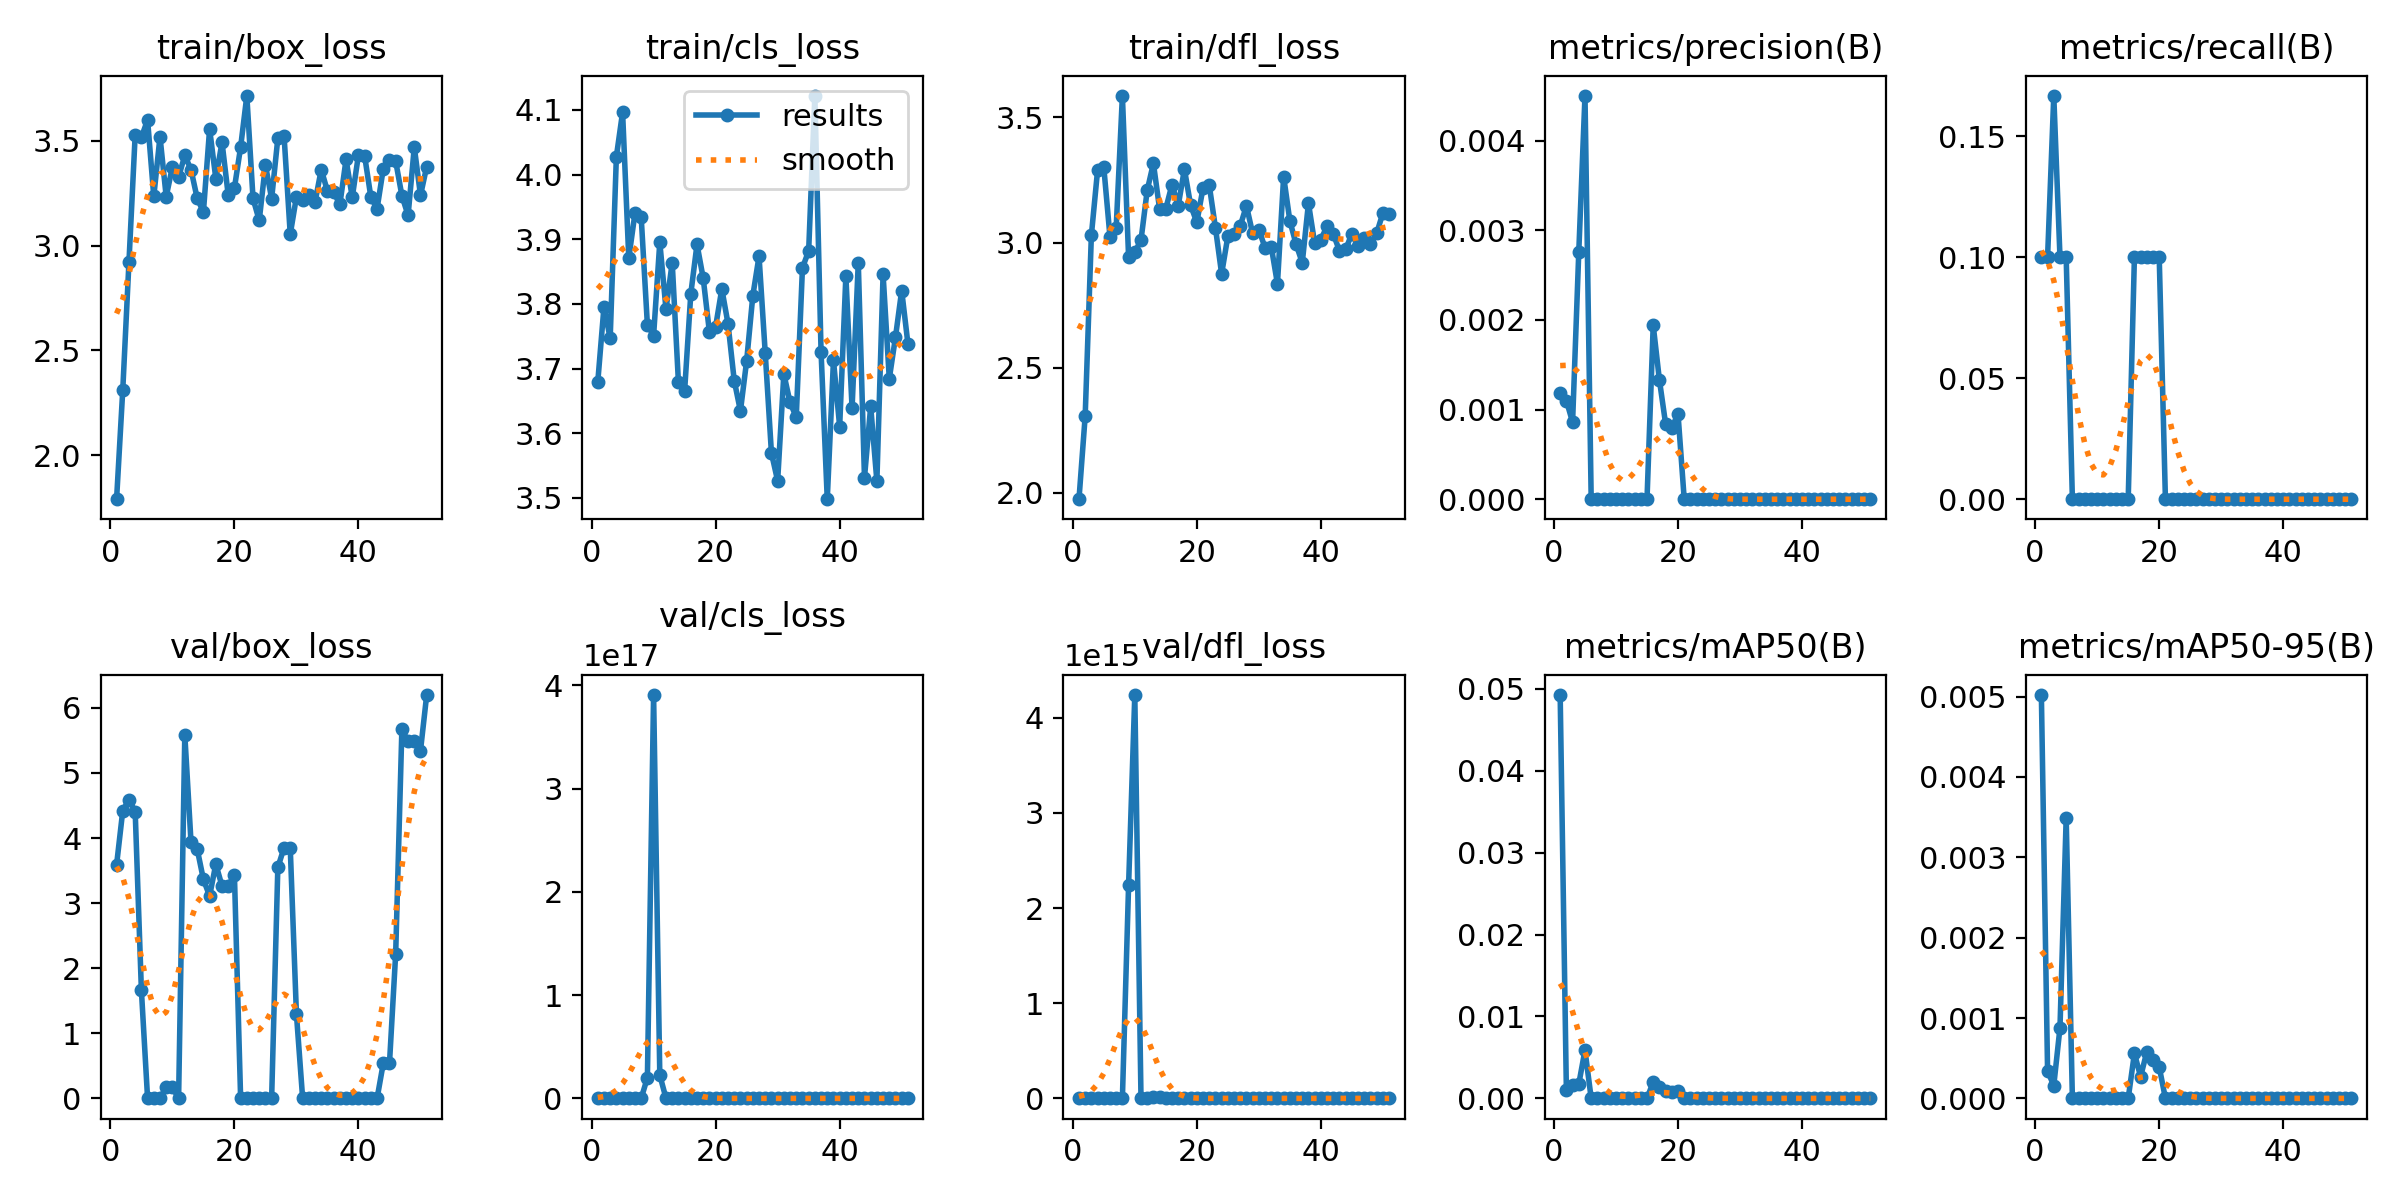 train/box_loss
3.5
3.0
2.5
2.0
0 20 40
train/cls_loss
4.1
4.0
3.9
3.8
3.7
3.6
3.5
results
smooth
0 20 40
train/dfl_loss
3.5
3.0
2.5
2.0
0 20 40
metrics/precision(B)
0.004
0.003
0.002
0.001
0.000
0 20 40
metrics/recall(B)
0.15
0.10
0.05
0.00
0 20 40
val/box_loss
6
5
4
3
2
1
0
0 20 40
val/cls_loss
1e17
4
3
2
1
0
0 20 40
1e15 val/dfl_loss
4
3
2
1
0
0 20 40
metrics/mAP50(B)
0.05
0.04
0.03
0.02
0.01
0.00
0 20 40
metrics/mAP50-95(B)
0.005
0.004
0.003
0.002
0.001
0.000
0 20 40